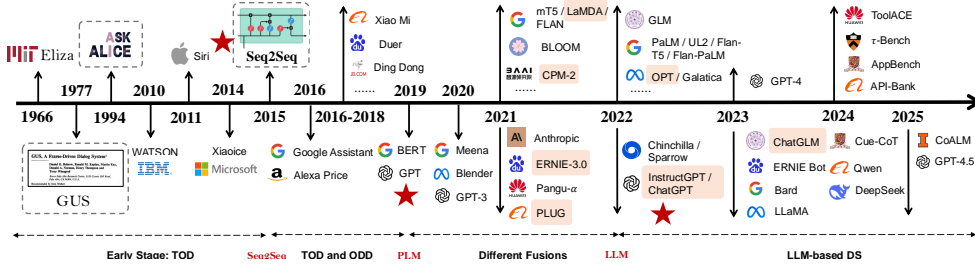 MIT Eliza
ASK
ALICE
Siri
Seq2Seq
Xiao Mi
Duer
JD.COM
Ding Dong
......
mT5 / LaMDA /
FLAN
BLOOM
BAAI
CPM-2
GLM
PaLM / UL2 / Flan-
T5 / Flan-PaLM
OPT / Galatica
......
GPT-4
HUAWEI
ToolACE
τ-Bench
AppBench
API-Bank
1966
1977
1994
2010
2011
2014
2015
2016
2016-2018
2019
2020
2021
2022
2023
2024
2025
GUS, A Frame-Driven Dialog System
GUS
WATSON
IBM
Xiaoice
Microsoft
Google Assistant
Alexa Price
BERT
GPT
Meena
Blender
GPT-3
Anthropic
ERNIE-3.0
HUAWEI
Pangu-α
PLUG
Chinchilla /
Sparrow
InstructGPT /
ChatGPT
ChatGLM
ERNIE Bot
Bard
LLaMA
Cue-CoT
Qwen
DeepSeek
CoALM
GPT-4.5
Early Stage: TOD
Seq2Seq
TOD and ODD
PLM
Different Fusions
LLM
LLM-based DS